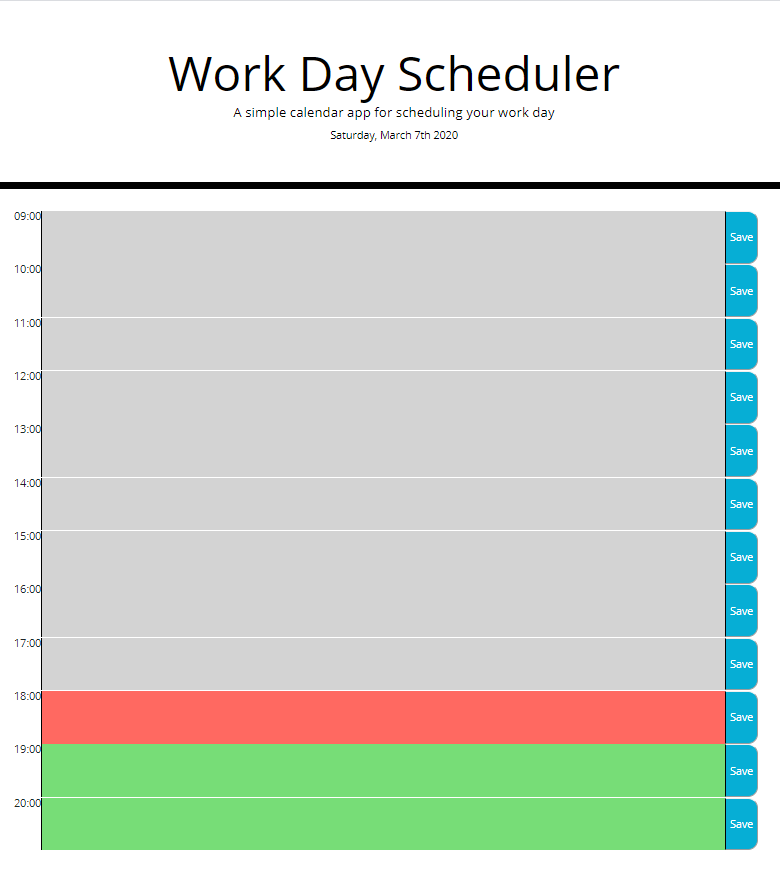 Work Day Scheduler
A simple calendar app for scheduling your work day
Saturday, March 7th 2020
09:00
Save
10:00
Save
11:00
Save
12:00
Save
13:00
Save
14:00
Save
15:00
Save
16:00
Save
17:00
Save
18:00
Save
19:00
Save
20:00
Save